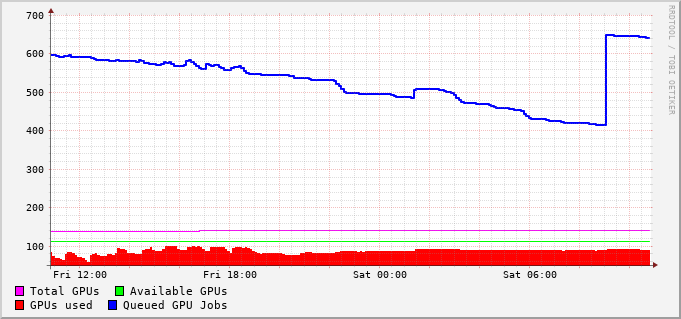 700
600
500
400
300
200
100
Fri 12:00 Fri 18:00 Sat 00:00 Sat 06:00
Total GPUs Available GPUs
GPUs used Queued GPU Jobs
RRDTOOL / TOBI OETIKER